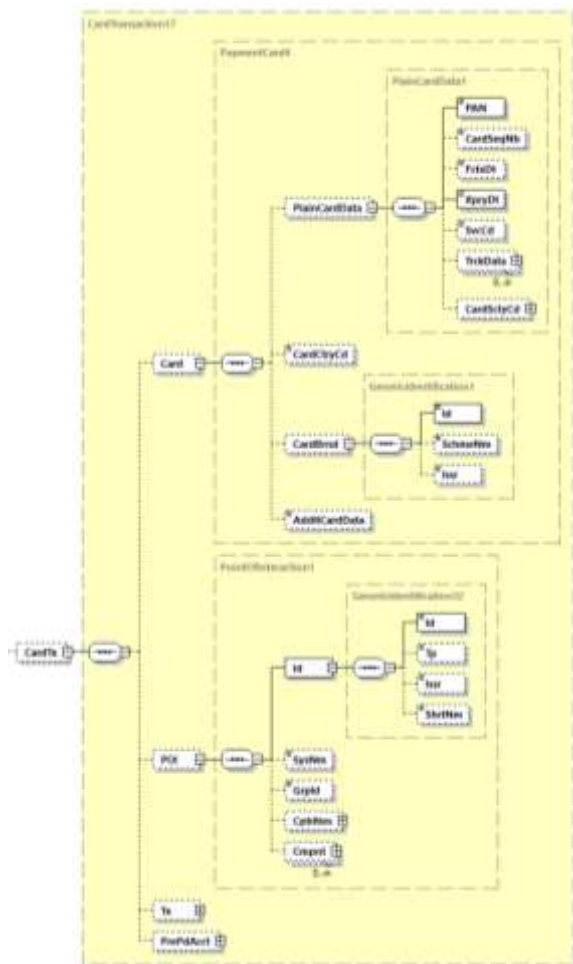 CardTransaction17
PaymentCard4
PlainCardData1
PAN
CardSeqNb
FctvDt
XpryDt
SvcCd
TrckData
0..∞
CardSctyCd
PlainCardData
CardCtryCd
Card
GenericIdentification1
Id
SchmeNm
Issr
CardBrnd
AddtlCardData
PointOfInteraction1
GenericIdentification32
Id
Tp
Issr
ShrtNm
Id
CardTx
POI
SysNm
GrpId
Cpblties
Cmpnt
0..∞
Tx
PrePdAcct